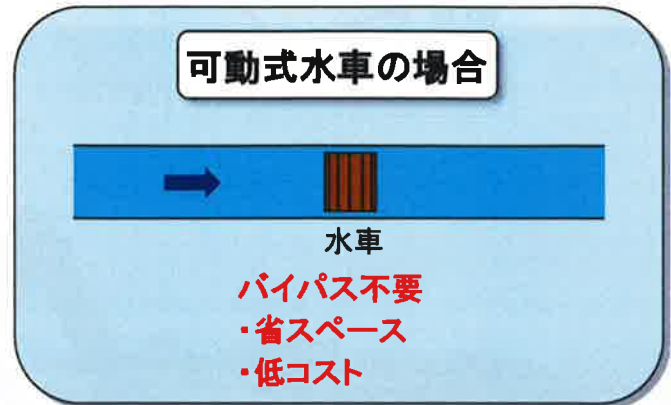 可動式水車の場合
水車
バイパス不要
・省スペース
・低コスト